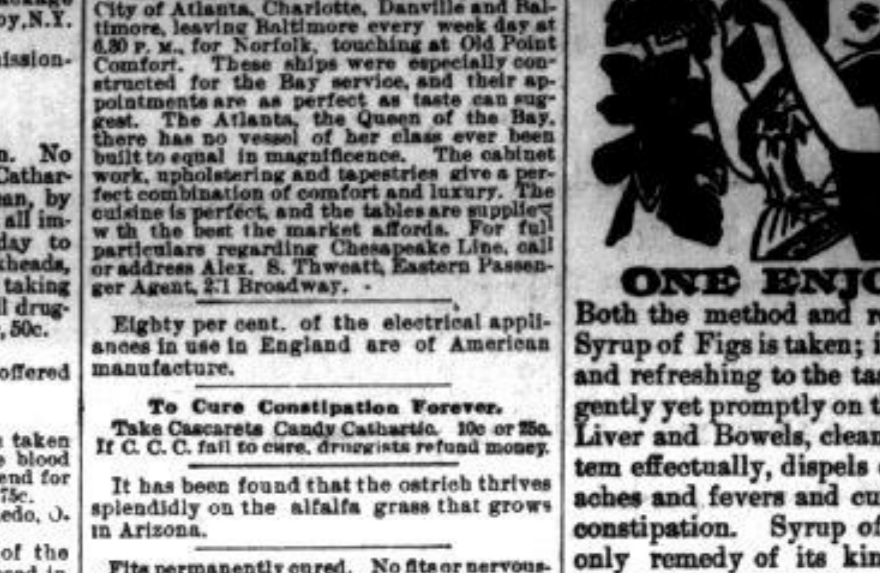 oy, N.Y.
ission-
n. No
Cathar-
ean, by
all im-
day to
kheads,
taking
ll drug-
, 50c.
offered
taken
blood
end for
75c.
edo, O.
of the
City of Atlanta, Charlotte, Danville and Bal-
timore, leaving Baltimore every week day at
6.30 P. M., for Norfolk, touching at Old Point
Comfort. These ships were especially con-
structed for the Bay service, and their ap-
pointments are as perfect as taste can sug-
gest. The Atlanta, the Queen of the Bay,
there has no vessel of her class ever been
built to equal in magnificence. The cabinet
work, upholstering and tapestries give a per-
fect combination of comfort and luxury. The
cuisine is perfect, and the tables are supplie
w th the best the market affords. For full
particulars regarding Chesapeake Line, call
or address Alex. S. Thweatt, Eastern Passen-
ger Agent, 271 Broadway.
Eighty per cent. of the electrical appli-
ances in use in England are of American
manufacture.
To Cure Constipation Forever.
Take Cascarets Candy Cathartic. 10c or 25c.
If C. C. C. fail to cure, druggists refund money.
It has been found that the ostrich thrives
splendidly on the alfalfa grass that grows
in Arizona.
Fits permanently cured. No fits or nervous-
ONE ENJO
Both the method and re
Syrup of Figs is taken; i
and refreshing to the tas
gently yet promptly on t
Liver and Bowels, clean
tem effectually, dispels
aches and fevers and cu
constipation. Syrup of
only remedy of its kin